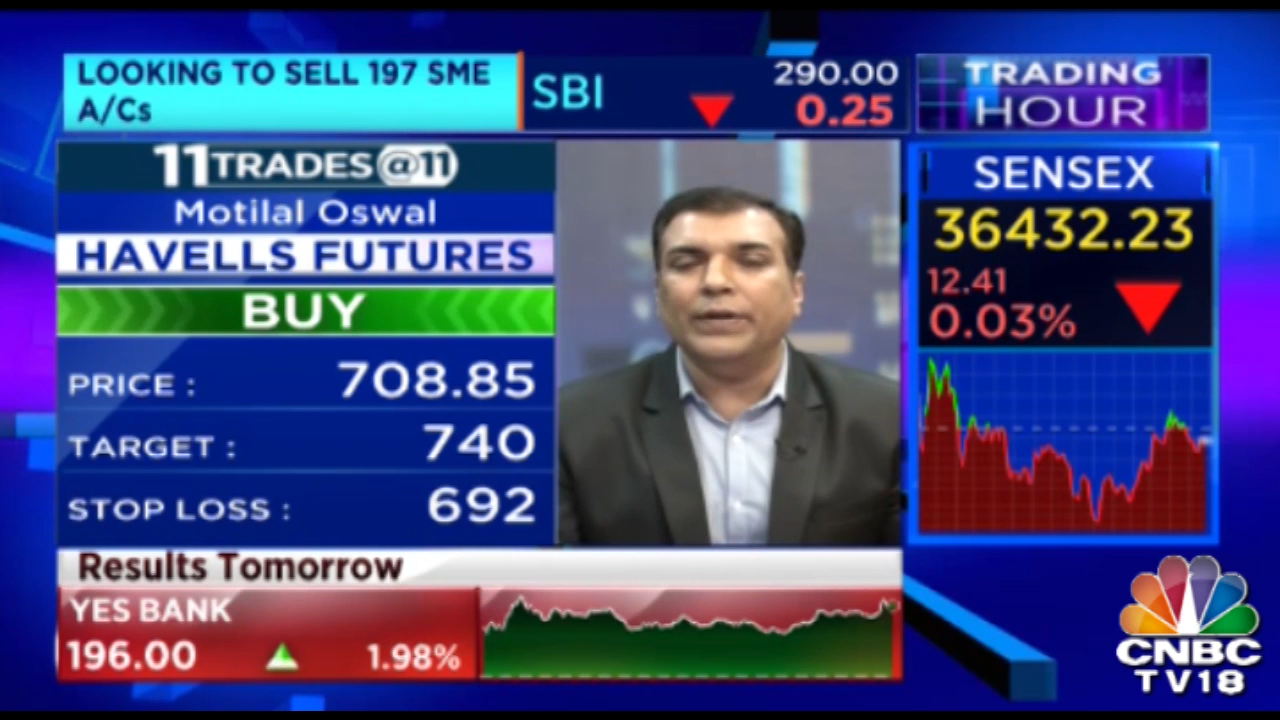 LOOKING TO SELL 197 SME
A/Cs
SBI
290.00
0.25
TRADING
HOUR
11 TRADES@11
Motilal Oswal
HAVELLS FUTURES
BUY
PRICE : 708.85
TARGET : 740
STOP LOSS : 692
SENSEX
36432.23
12.41
0.03%
Results Tomorrow
YES BANK
196.00 1.98%
CNBC
TV18